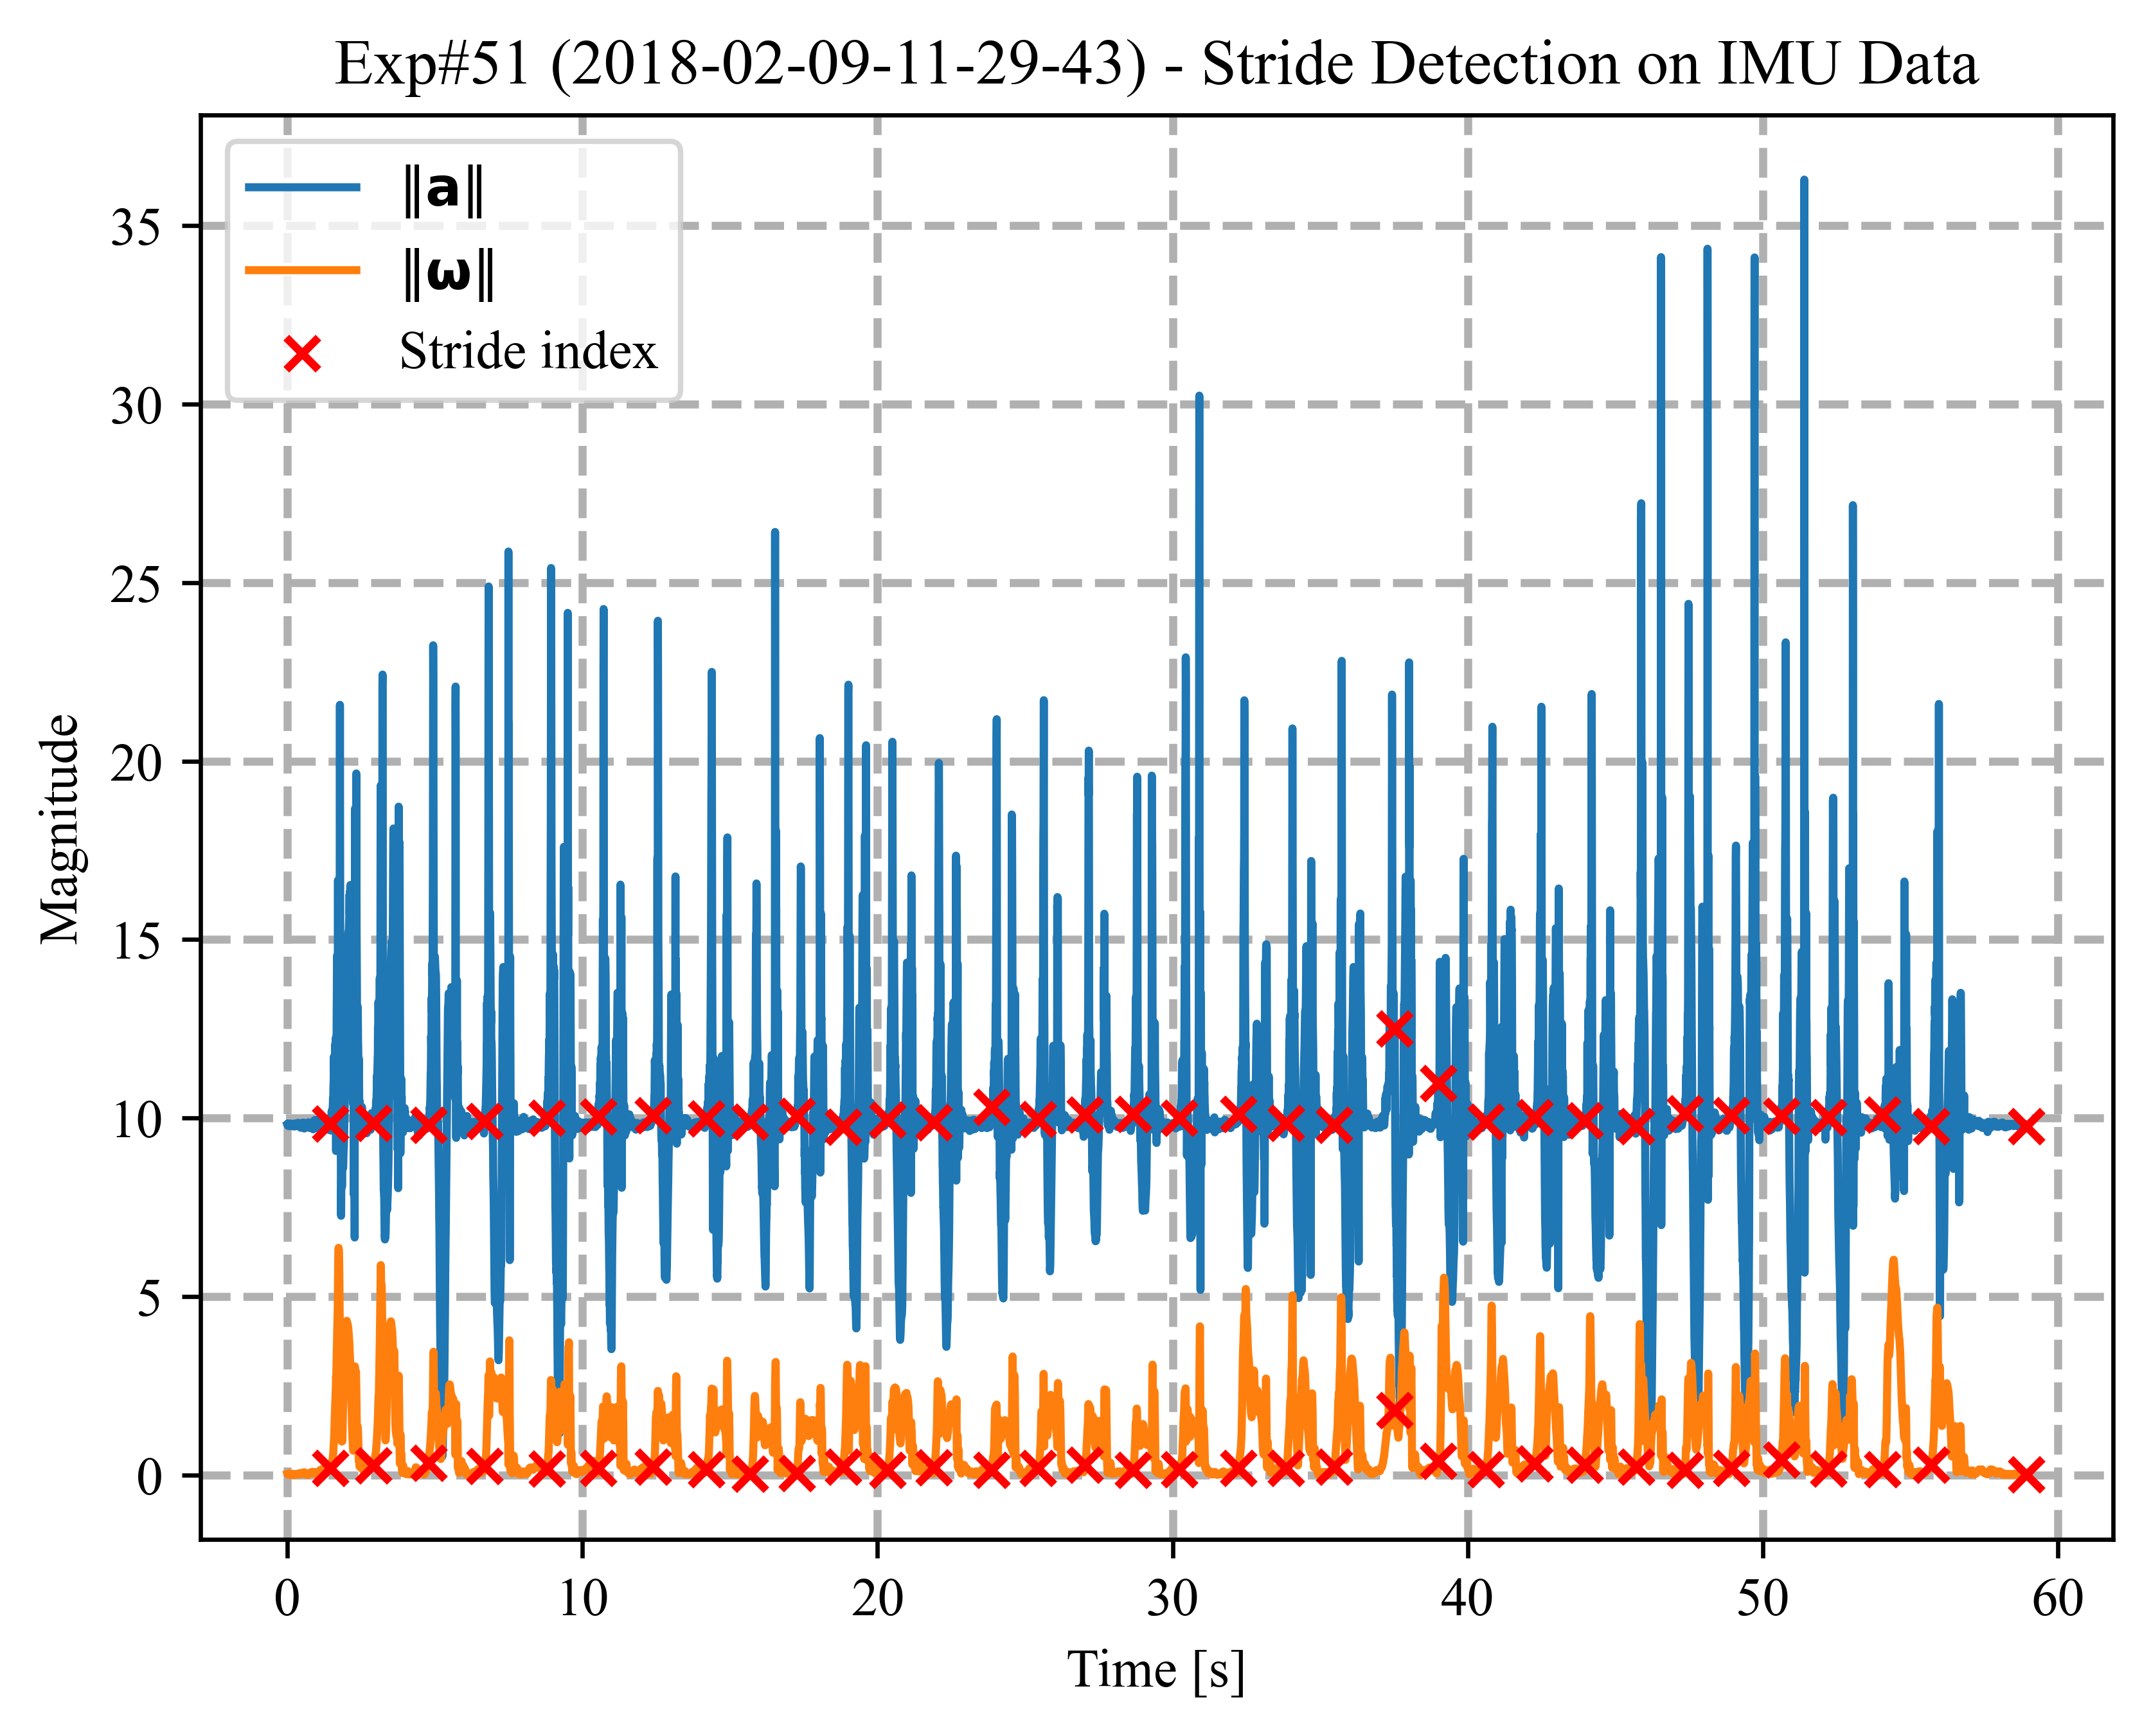 Exp#51 (2018-02-09-11-29-43) - Stride Detection on IMU Data
‖a‖
‖ω‖
Stride index
Magnitude
35
30
25
20
15
10
5
0
0 10 20 30 40 50 60
Time [s]